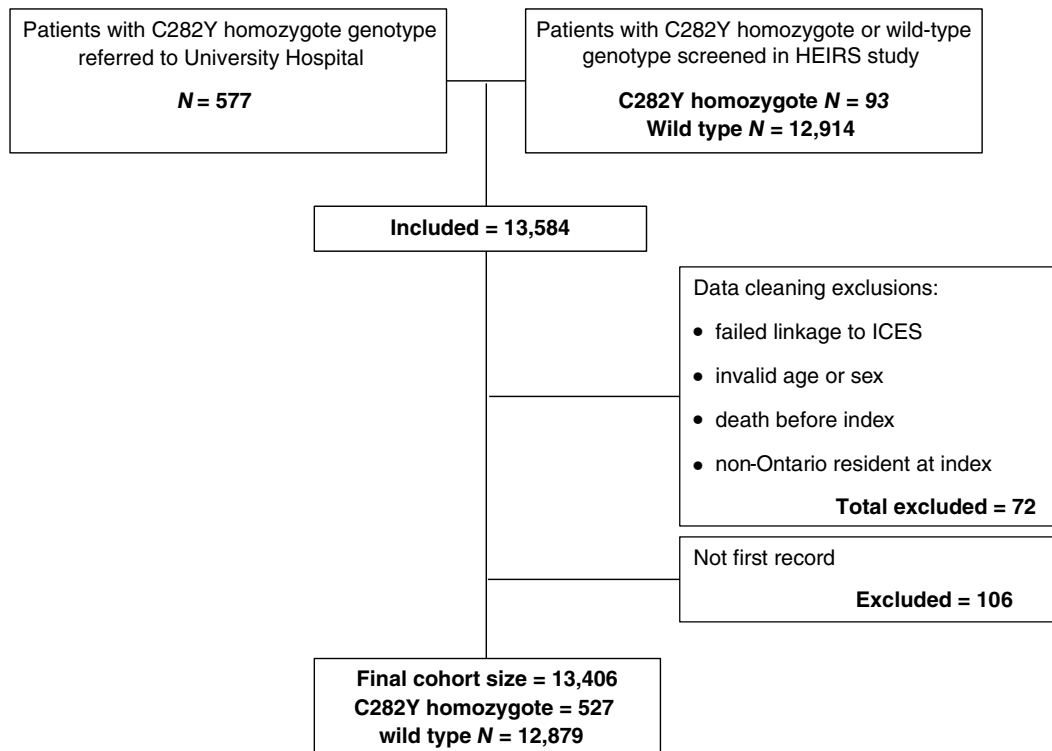 Patients with C282Y homozygote genotype
referred to University Hospital
N = 577
Patients with C282Y homozygote or wild-type
genotype screened in HEIRS study
C282Y homozygote N = 93
Wild type N = 12,914
Included = 13,584
Data cleaning exclusions:
• failed linkage to ICES
• invalid age or sex
• death before index
• non-Ontario resident at index
Total excluded = 72
Not first record
Excluded = 106
Final cohort size = 13,406
C282Y homozygote = 527
wild type N = 12,879